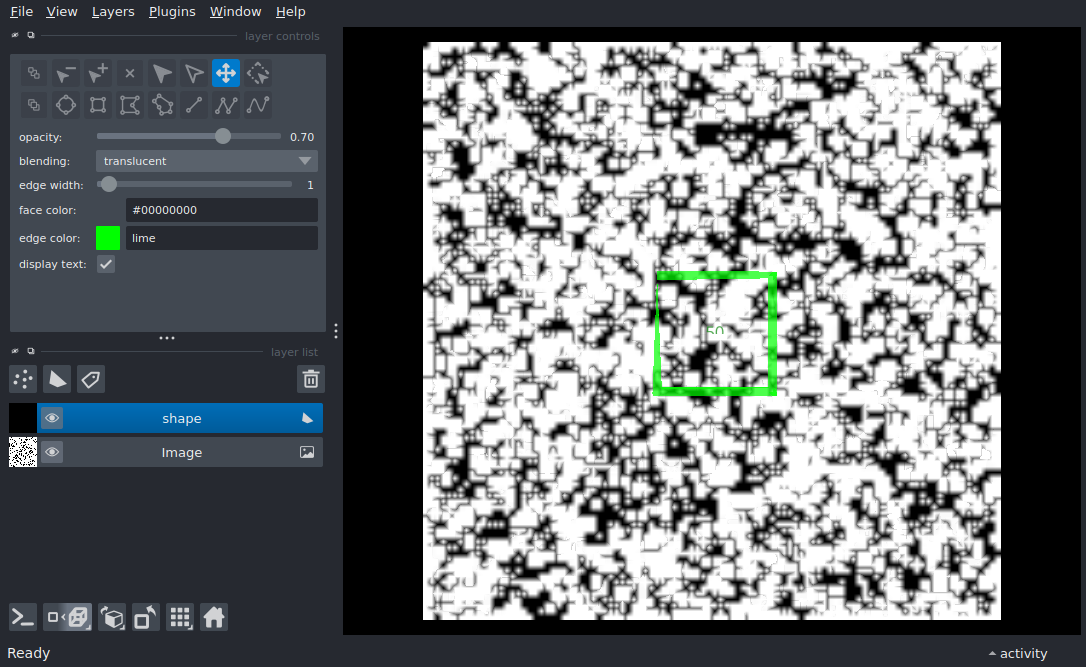 File View Layers Plugins Window Help
layer controls
opacity: 0.70
blending: translucent
edge width: 1
face color: #00000000
edge color: lime
display text:
layer list
shape
Image
Ready
activity